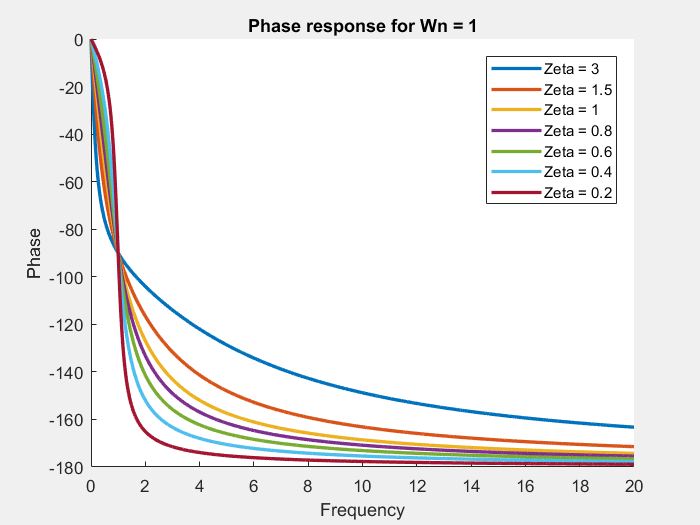 Phase response for Wn = 1
Zeta = 3
Zeta = 1.5
Zeta = 1
Zeta = 0.8
Zeta = 0.6
Zeta = 0.4
Zeta = 0.2
Phase
0
-20
-40
-60
-80
-100
-120
-140
-160
-180
0 2 4 6 8 10 12 14 16 18 20
Frequency